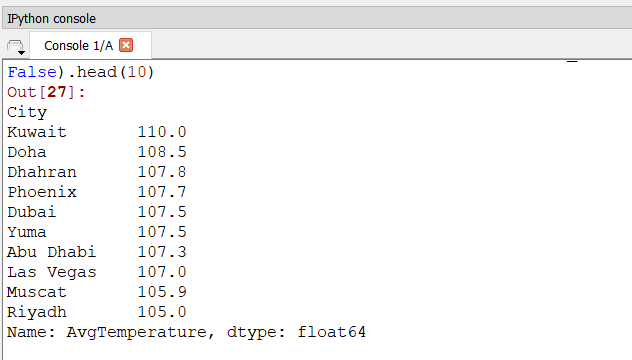 IPython console
Console 1/A
False).head(10)
Out[27]:
City
Kuwait 110.0
Doha 108.5
Dhahran 107.8
Phoenix 107.7
Dubai 107.5
Yuma 107.5
Abu Dhabi 107.3
Las Vegas 107.0
Muscat 105.9
Riyadh 105.0
Name: AvgTemperature, dtype: float64